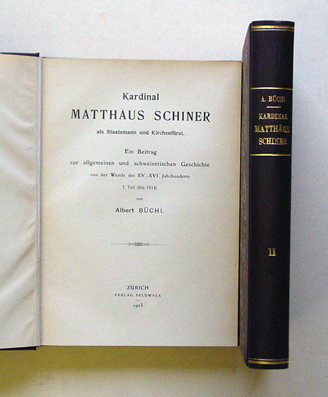 Kardinal
MATTHÄUS SCHINER
als Staatsmann und Kirchenfürst.
Ein Beitrag
zur allgemeinen und schweizerischen Geschichte
von der Wende des XV.-XVI. Jahrhunderts
I. Teil (bis 1514)
von
Albert BÜCHI.
ZÜRICH
VERLAG SELDWYLA
1923
A. BÜCHI
KARDINAL
MATTHÄUS
SCHINER
II